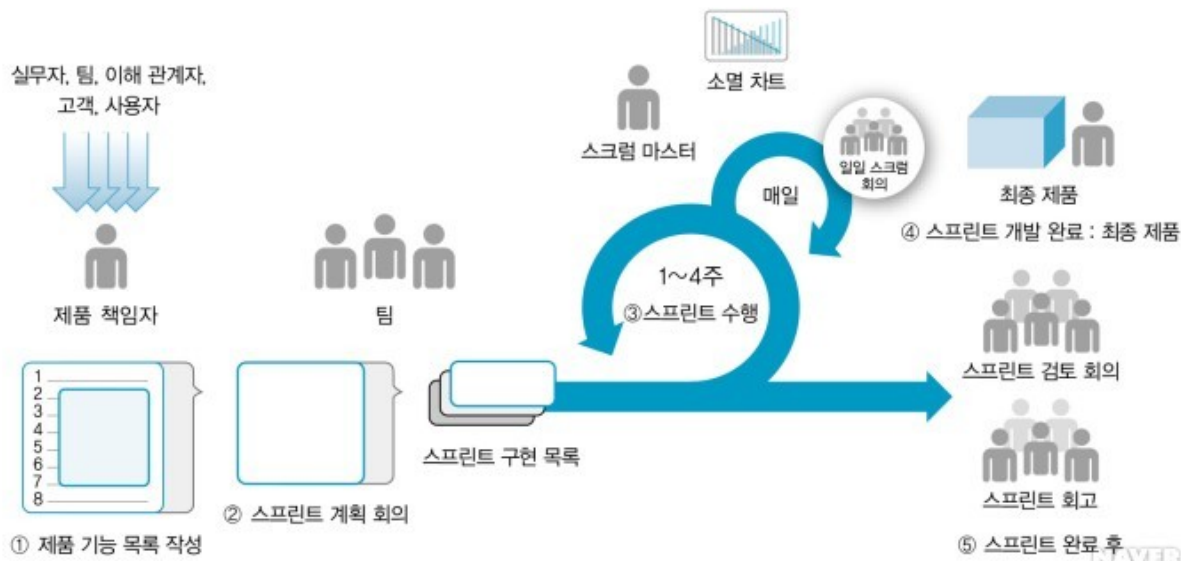 실무자, 팀, 이해 관계자,
고객, 사용자
제품 책임자
1
2
3
4
5
6
7
8
① 제품 기능 목록 작성
팀
② 스프린트 계획 회의
스프린트 구현 목록
스크럼 마스터
소멸 차트
일일 스크럼
회의
매일
1～4주
③스프린트 수행
최종 제품
④ 스프린트 개발 완료 : 최종 제품
스프린트 검토 회의
스프린트 회고
⑤ 스프린트 완료 후
NAVER